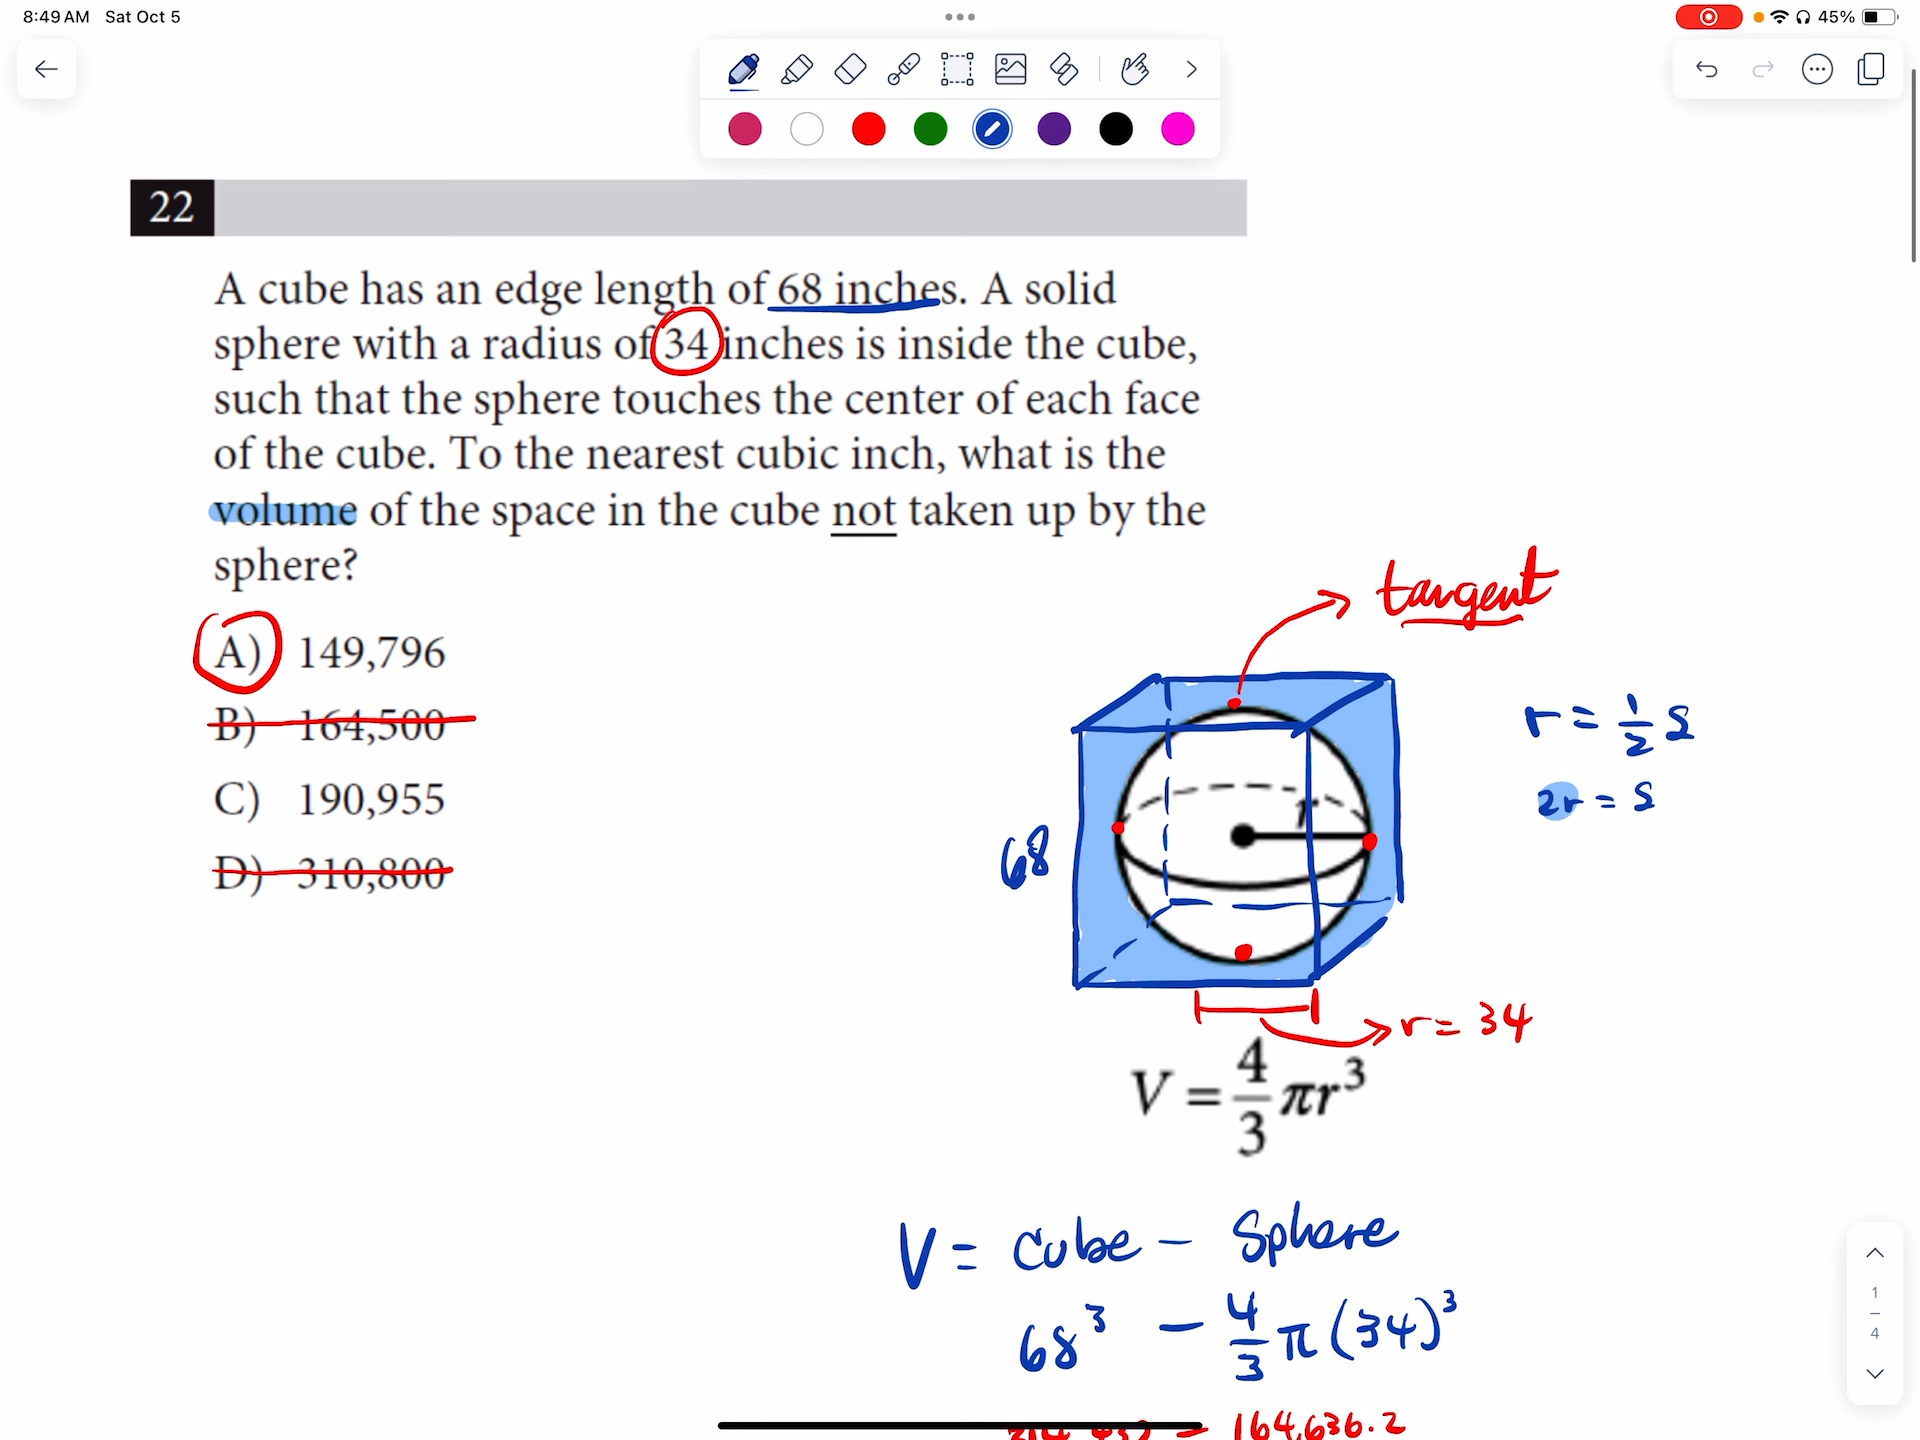 8:49 AM Sat Oct 5
45%
22
A cube has an edge length of 68 inches. A solid
sphere with a radius of 34 inches is inside the cube,
such that the sphere touches the center of each face
of the cube. To the nearest cubic inch, what is the
volume of the space in the cube not taken up by the
sphere?
A) 149,796
B) 164,500
C) 190,955
D) 310,800
tangent
r = 1/2 s
2r = s
r
68
r = 34
V = 4/3 πr³
V = Cube - Sphere
68³ - 4/3 π (34)³
- 164,636.2
1
4